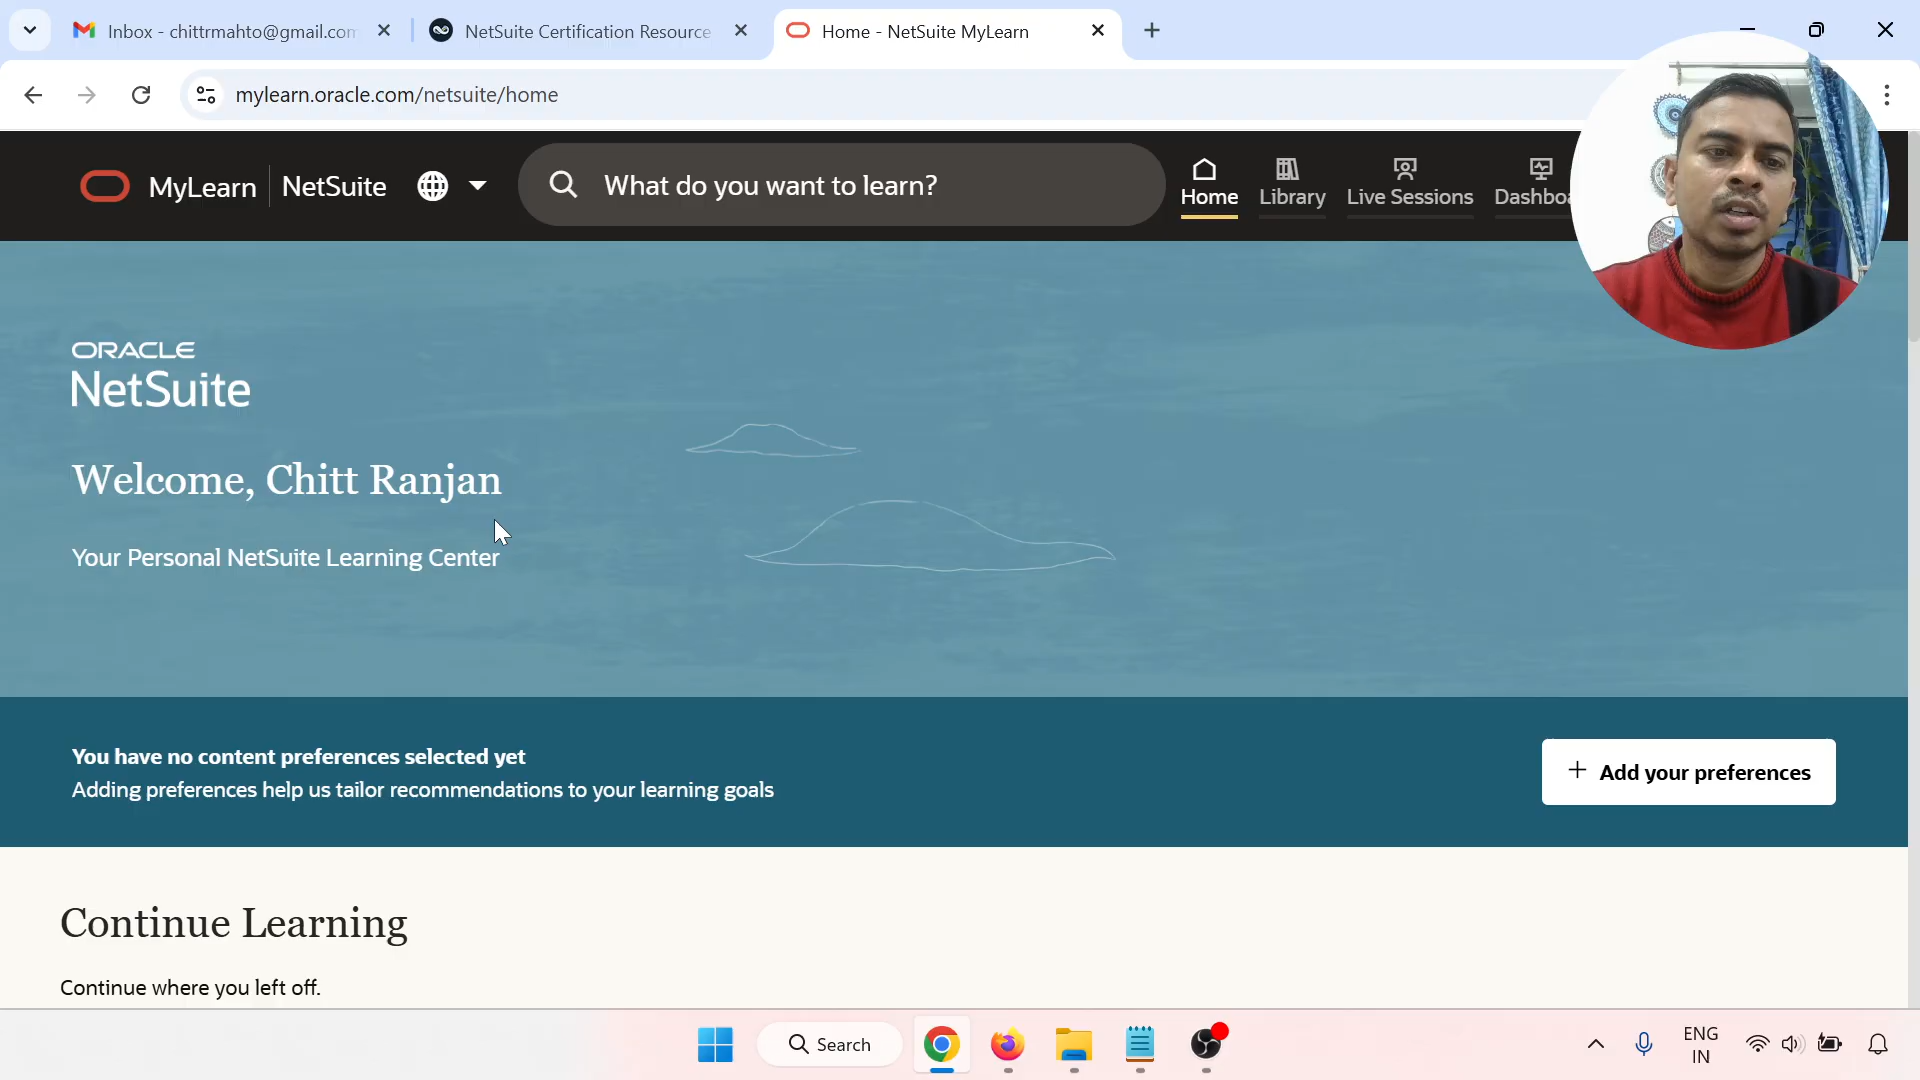 Inbox - chittrmahto@gmail.com
NetSuite Certification Resource
Home - NetSuite MyLearn
mylearn.oracle.com/netsuite/home
MyLearn NetSuite
What do you want to learn?
Home
Library
Live Sessions
Dashboa
ORACLE
NetSuite
Welcome, Chitt Ranjan
Your Personal NetSuite Learning Center
You have no content preferences selected yet
Adding preferences help us tailor recommendations to your learning goals
+ Add your preferences
Continue Learning
Continue where you left off.
Search
ENG
IN